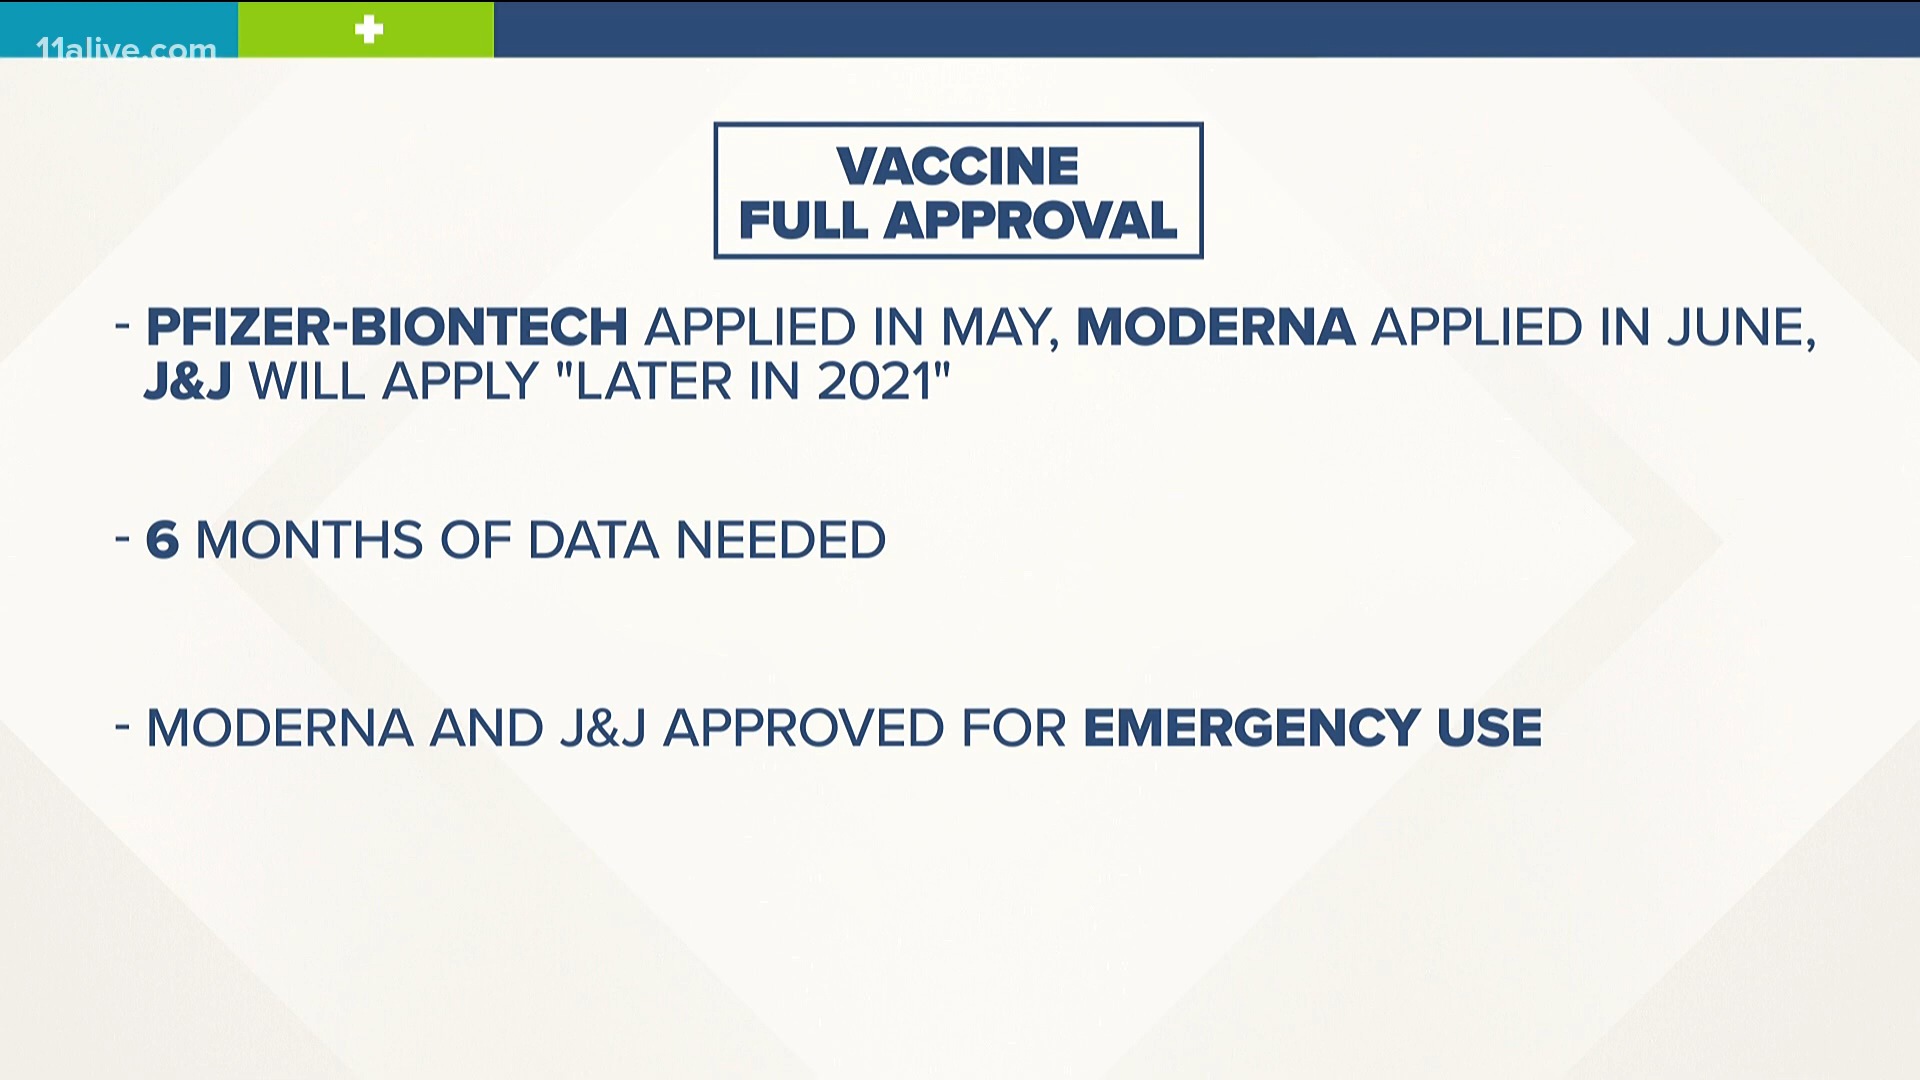 11alive.com
VACCINE
FULL APPROVAL
- PFIZER-BIONTECH APPLIED IN MAY, MODERNA APPLIED IN JUNE,
J&J WILL APPLY "LATER IN 2021"
- 6 MONTHS OF DATA NEEDED
- MODERNA AND J&J APPROVED FOR EMERGENCY USE